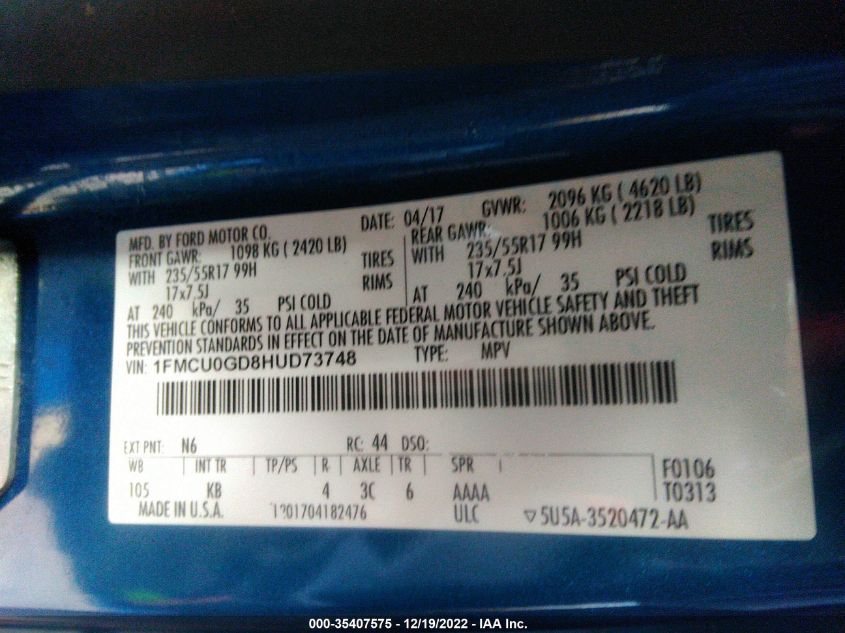 MFD. BY FORD MOTOR CO. DATE: 04/17 GVWR: 2096 KG ( 4620 LB)
FRONT GAWR: 1098 KG ( 2420 LB) REAR GAWR: 1006 KG ( 2218 LB)
WITH 235/55R17 99H TIRES WITH 235/55R17 99H TIRES
17x7.5J RIMS 17x7.5J RIMS
AT 240 kPa/ 35 PSI COLD AT 240 kPa/ 35 PSI COLD
THIS VEHICLE CONFORMS TO ALL APPLICABLE FEDERAL MOTOR VEHICLE SAFETY AND THEFT
PREVENTION STANDARDS IN EFFECT ON THE DATE OF MANUFACTURE SHOWN ABOVE.
VIN: 1FMCU0GD8HUD73748 TYPE: MPV
EXT PNT: N6 RC: 44 DSO:
WB INT TR TP/PS R AXLE TR SPR F0106
105 KB 4 3C 6 AAAA T0313
MADE IN U.S.A. ULC 5U5A-3520472-AA
000-35407575 - 12/19/2022 - IAA Inc.